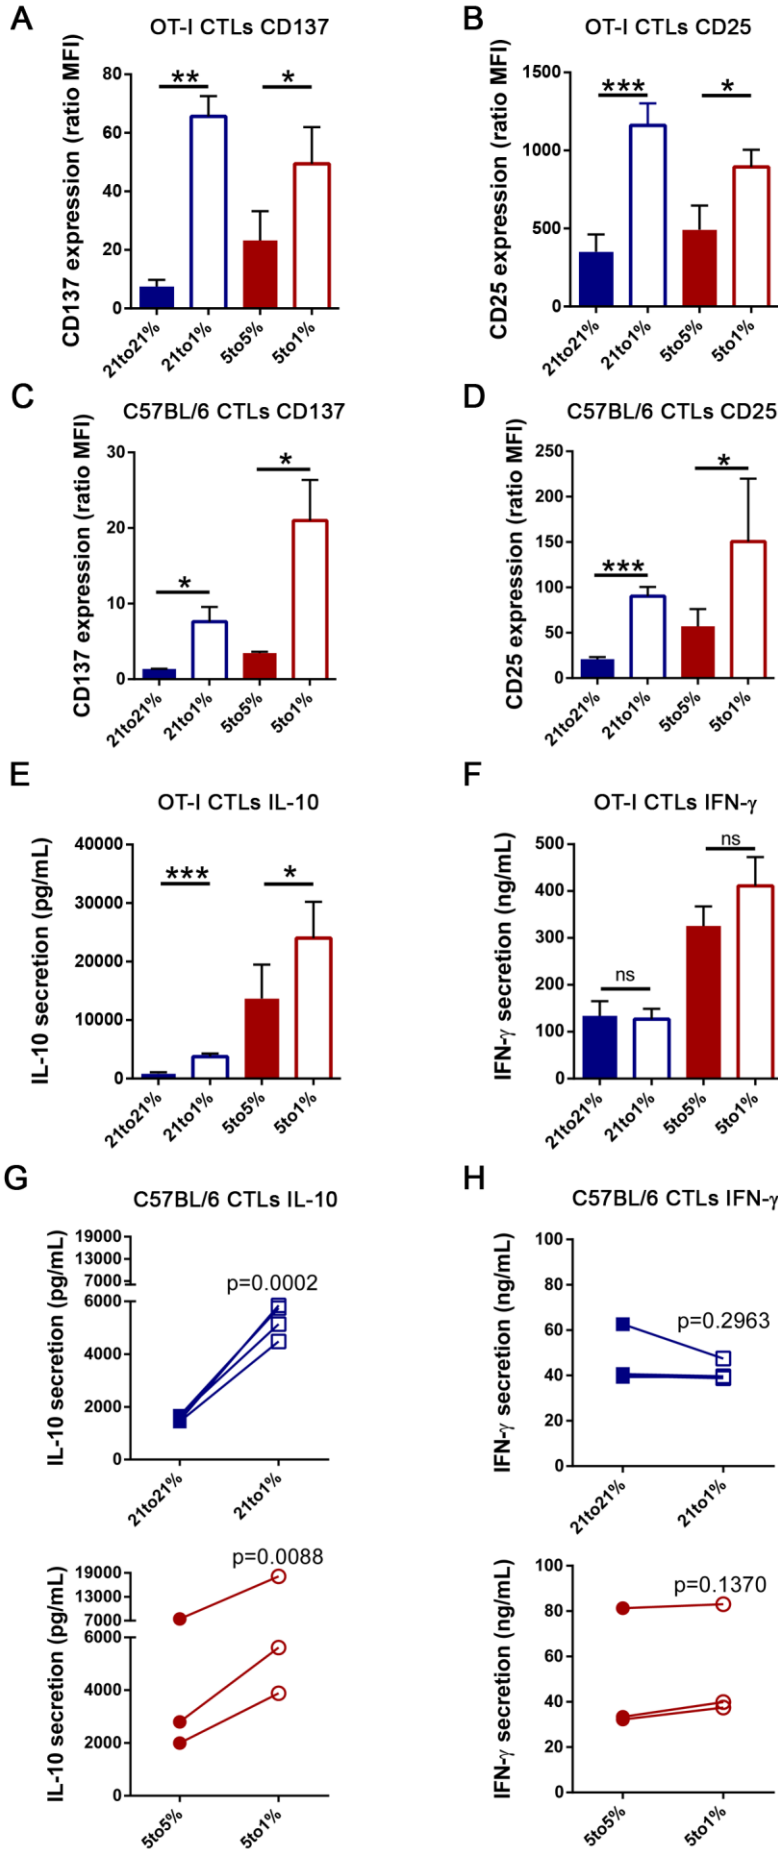 A
OT-I CTLs CD137
CD137 expression (ratio MFI)
80
60
40
20
0
**
*
21to21%
21to1%
5to5%
5to1%
B
OT-I CTLs CD25
CD25 expression (ratio MFI)
1500
1000
500
0
***
*
21to21%
21to1%
5to5%
5to1%
C
C57BL/6 CTLs CD137
CD137 expression (ratio MFI)
30
20
10
0
*
*
21to21%
21to1%
5to5%
5to1%
D
C57BL/6 CTLs CD25
CD25 expression (ratio MFI)
250
200
150
100
50
0
***
*
21to21%
21to1%
5to5%
5to1%
E
OT-I CTLs IL-10
IL-10 secretion (pg/mL)
40000
30000
20000
10000
0
***
*
21to21%
21to1%
5to5%
5to1%
F
OT-I CTLs IFN-γ
IFN-γ secretion (ng/mL)
500
400
300
200
100
0
ns
ns
21to21%
21to1%
5to5%
5to1%
G
C57BL/6 CTLs IL-10
IL-10 secretion (pg/mL)
19000
13000
7000
6000
4000
2000
0
p=0.0002
21to21%
21to1%
IL-10 secretion (pg/mL)
19000
13000
7000
6000
4000
2000
0
p=0.0088
5to5%
5to1%
H
C57BL/6 CTLs IFN-γ
IFN-γ secretion (ng/mL)
100
80
60
40
20
0
p=0.2963
21to21%
21to1%
IFN-γ secretion (ng/mL)
100
80
60
40
20
0
p=0.1370
5to5%
5to1%